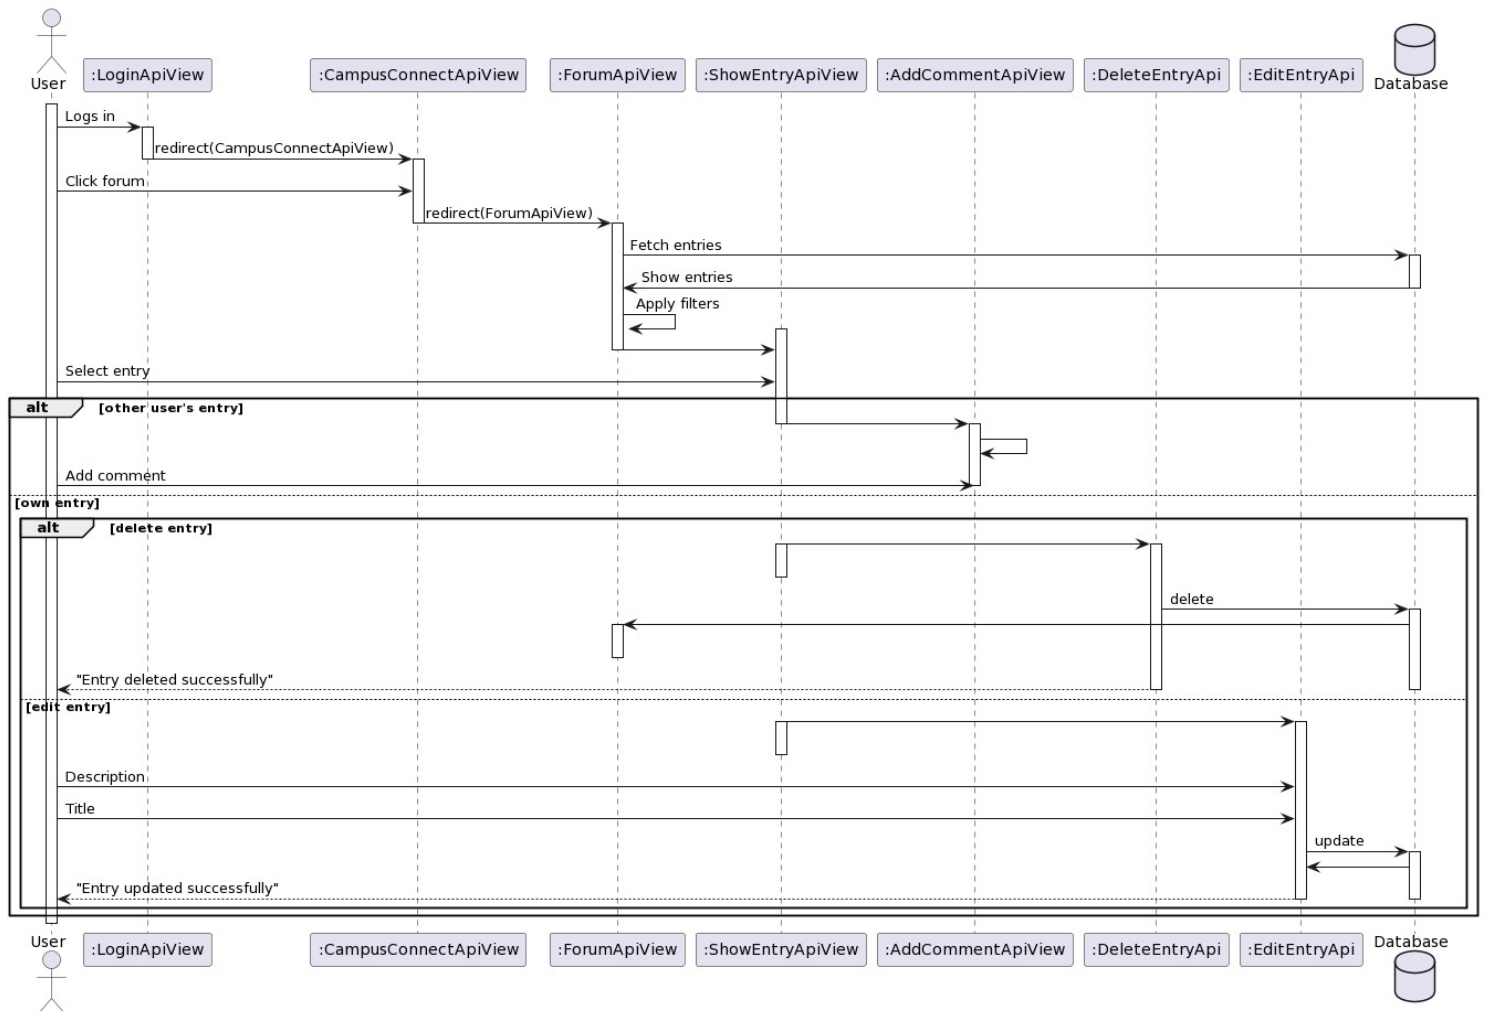 User
:LoginApiView
:CampusConnectApiView
:ForumApiView
:ShowEntryApiView
:AddCommentApiView
:DeleteEntryApi
:EditEntryApi
Database
Logs in
redirect(CampusConnectApiView)
Click forum
redirect(ForumApiView)
Fetch entries
Show entries
Apply filters
Select entry
alt
[other user's entry]
Add comment
[own entry]
alt
[delete entry]
delete
"Entry deleted successfully"
[edit entry]
Description
Title
update
"Entry updated successfully"
User
:LoginApiView
:CampusConnectApiView
:ForumApiView
:ShowEntryApiView
:AddCommentApiView
:DeleteEntryApi
:EditEntryApi
Database